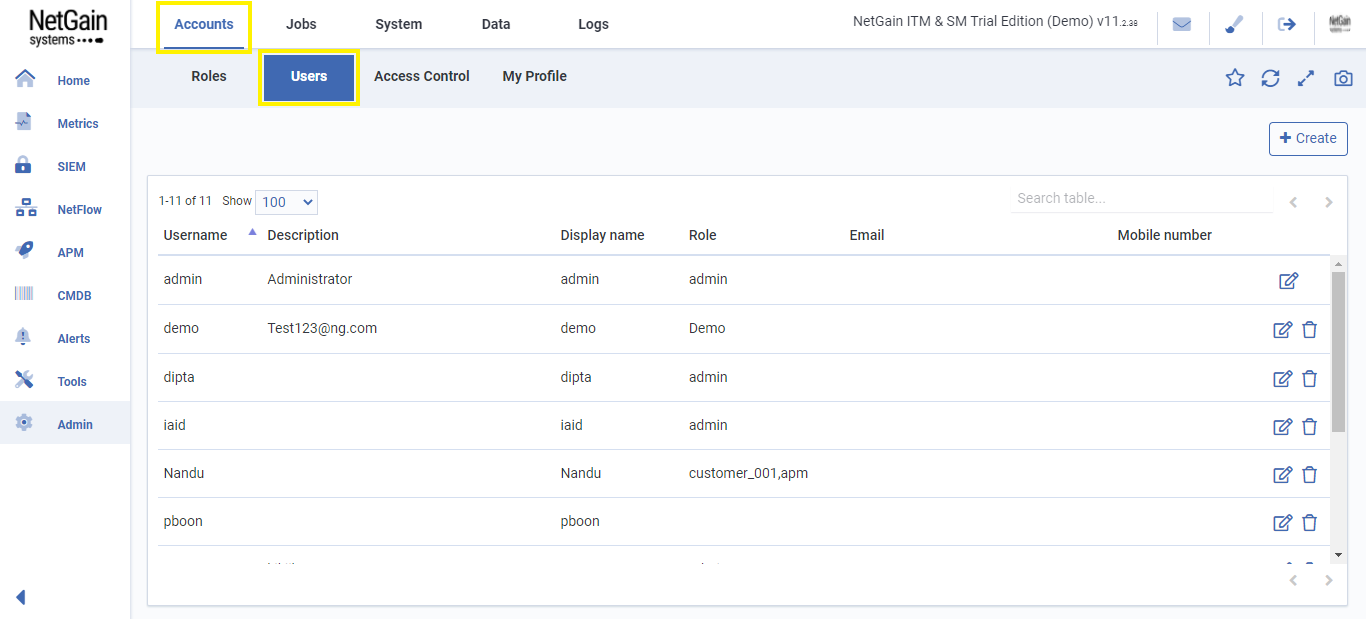 NetGain
systems
Accounts Jobs System Data Logs
NetGain ITM & SM Trial Edition (Demo) v11.2.38
Roles Users Access Control My Profile
Home
Metrics
SIEM
NetFlow
APM
CMDB
Alerts
Tools
Admin
+ Create
1-11 of 11 Show 100 Search table...
Username Description Display name Role Email Mobile number
admin Administrator admin admin
demo Test123@ng.com demo Demo
dipta dipta admin
iaid iaid admin
Nandu Nandu customer_001,apm
pboon pboon